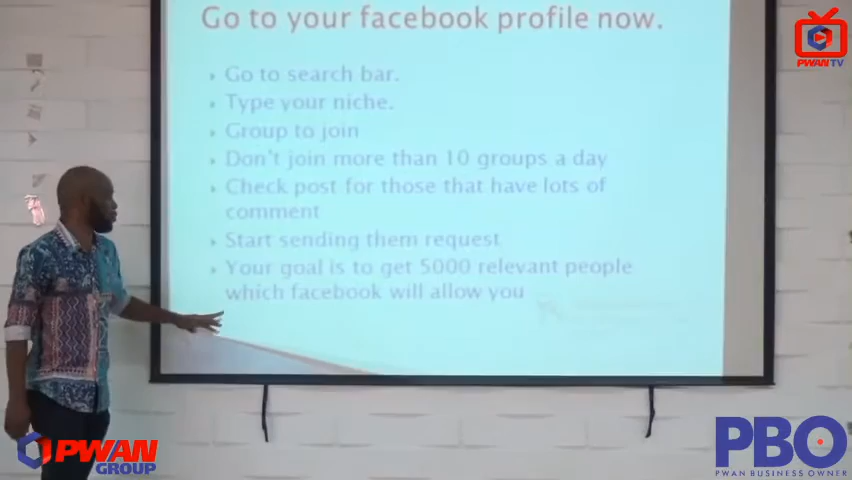 Go to your facebook profile now.
Go to search bar.
Type your niche.
Group to join
Don't join more than 10 groups a day
Check post for those that have lots of
comment
Start sending them request
Your goal is to get 5000 relevant people
which facebook will allow you
PWANTV
PWAN
GROUP
PBO
PWAN BUSINESS OWNER